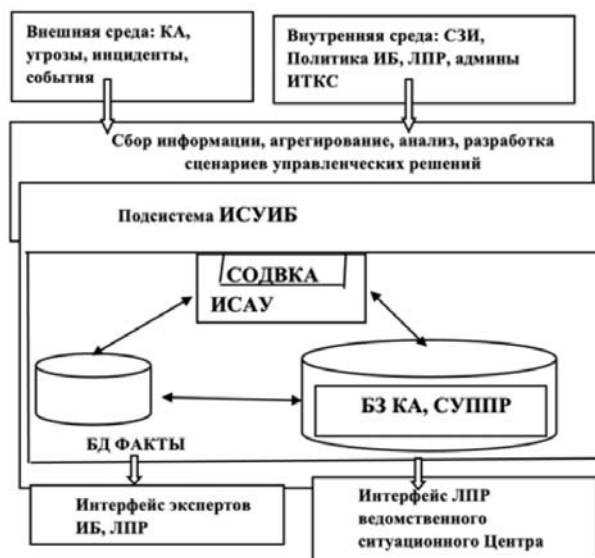 Внешняя среда: КА,
угрозы, инциденты,
события
Внутренняя среда: СЗИ,
Политика ИБ, ЛПР, админы
ИТКС
Сбор информации, агрегирование, анализ, разработка
сценариев управленческих решений
Подсистема ИСУИБ
СОДВКА
ИСАУ
БЗ КА, СУППР
БД ФАКТЫ
Интерфейс экспертов
ИБ, ЛПР
Интерфейс ЛПР
ведомственного
ситуационного Центра